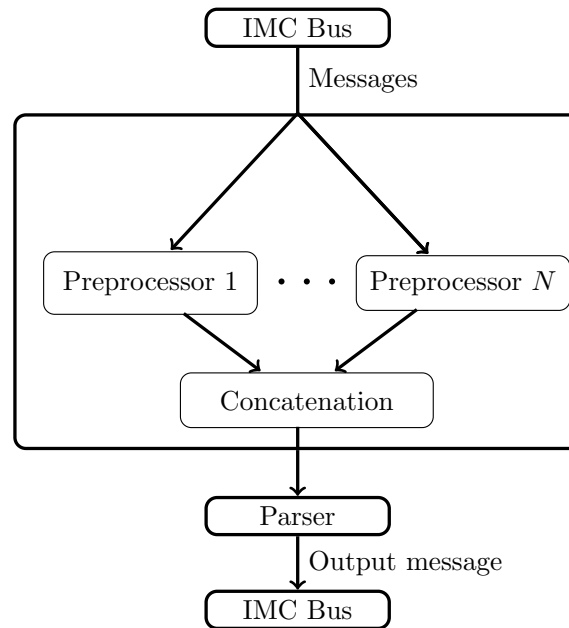 IMC Bus
Messages
Preprocessor 1 · · · Preprocessor N
Concatenation
Parser
Output message
IMC Bus